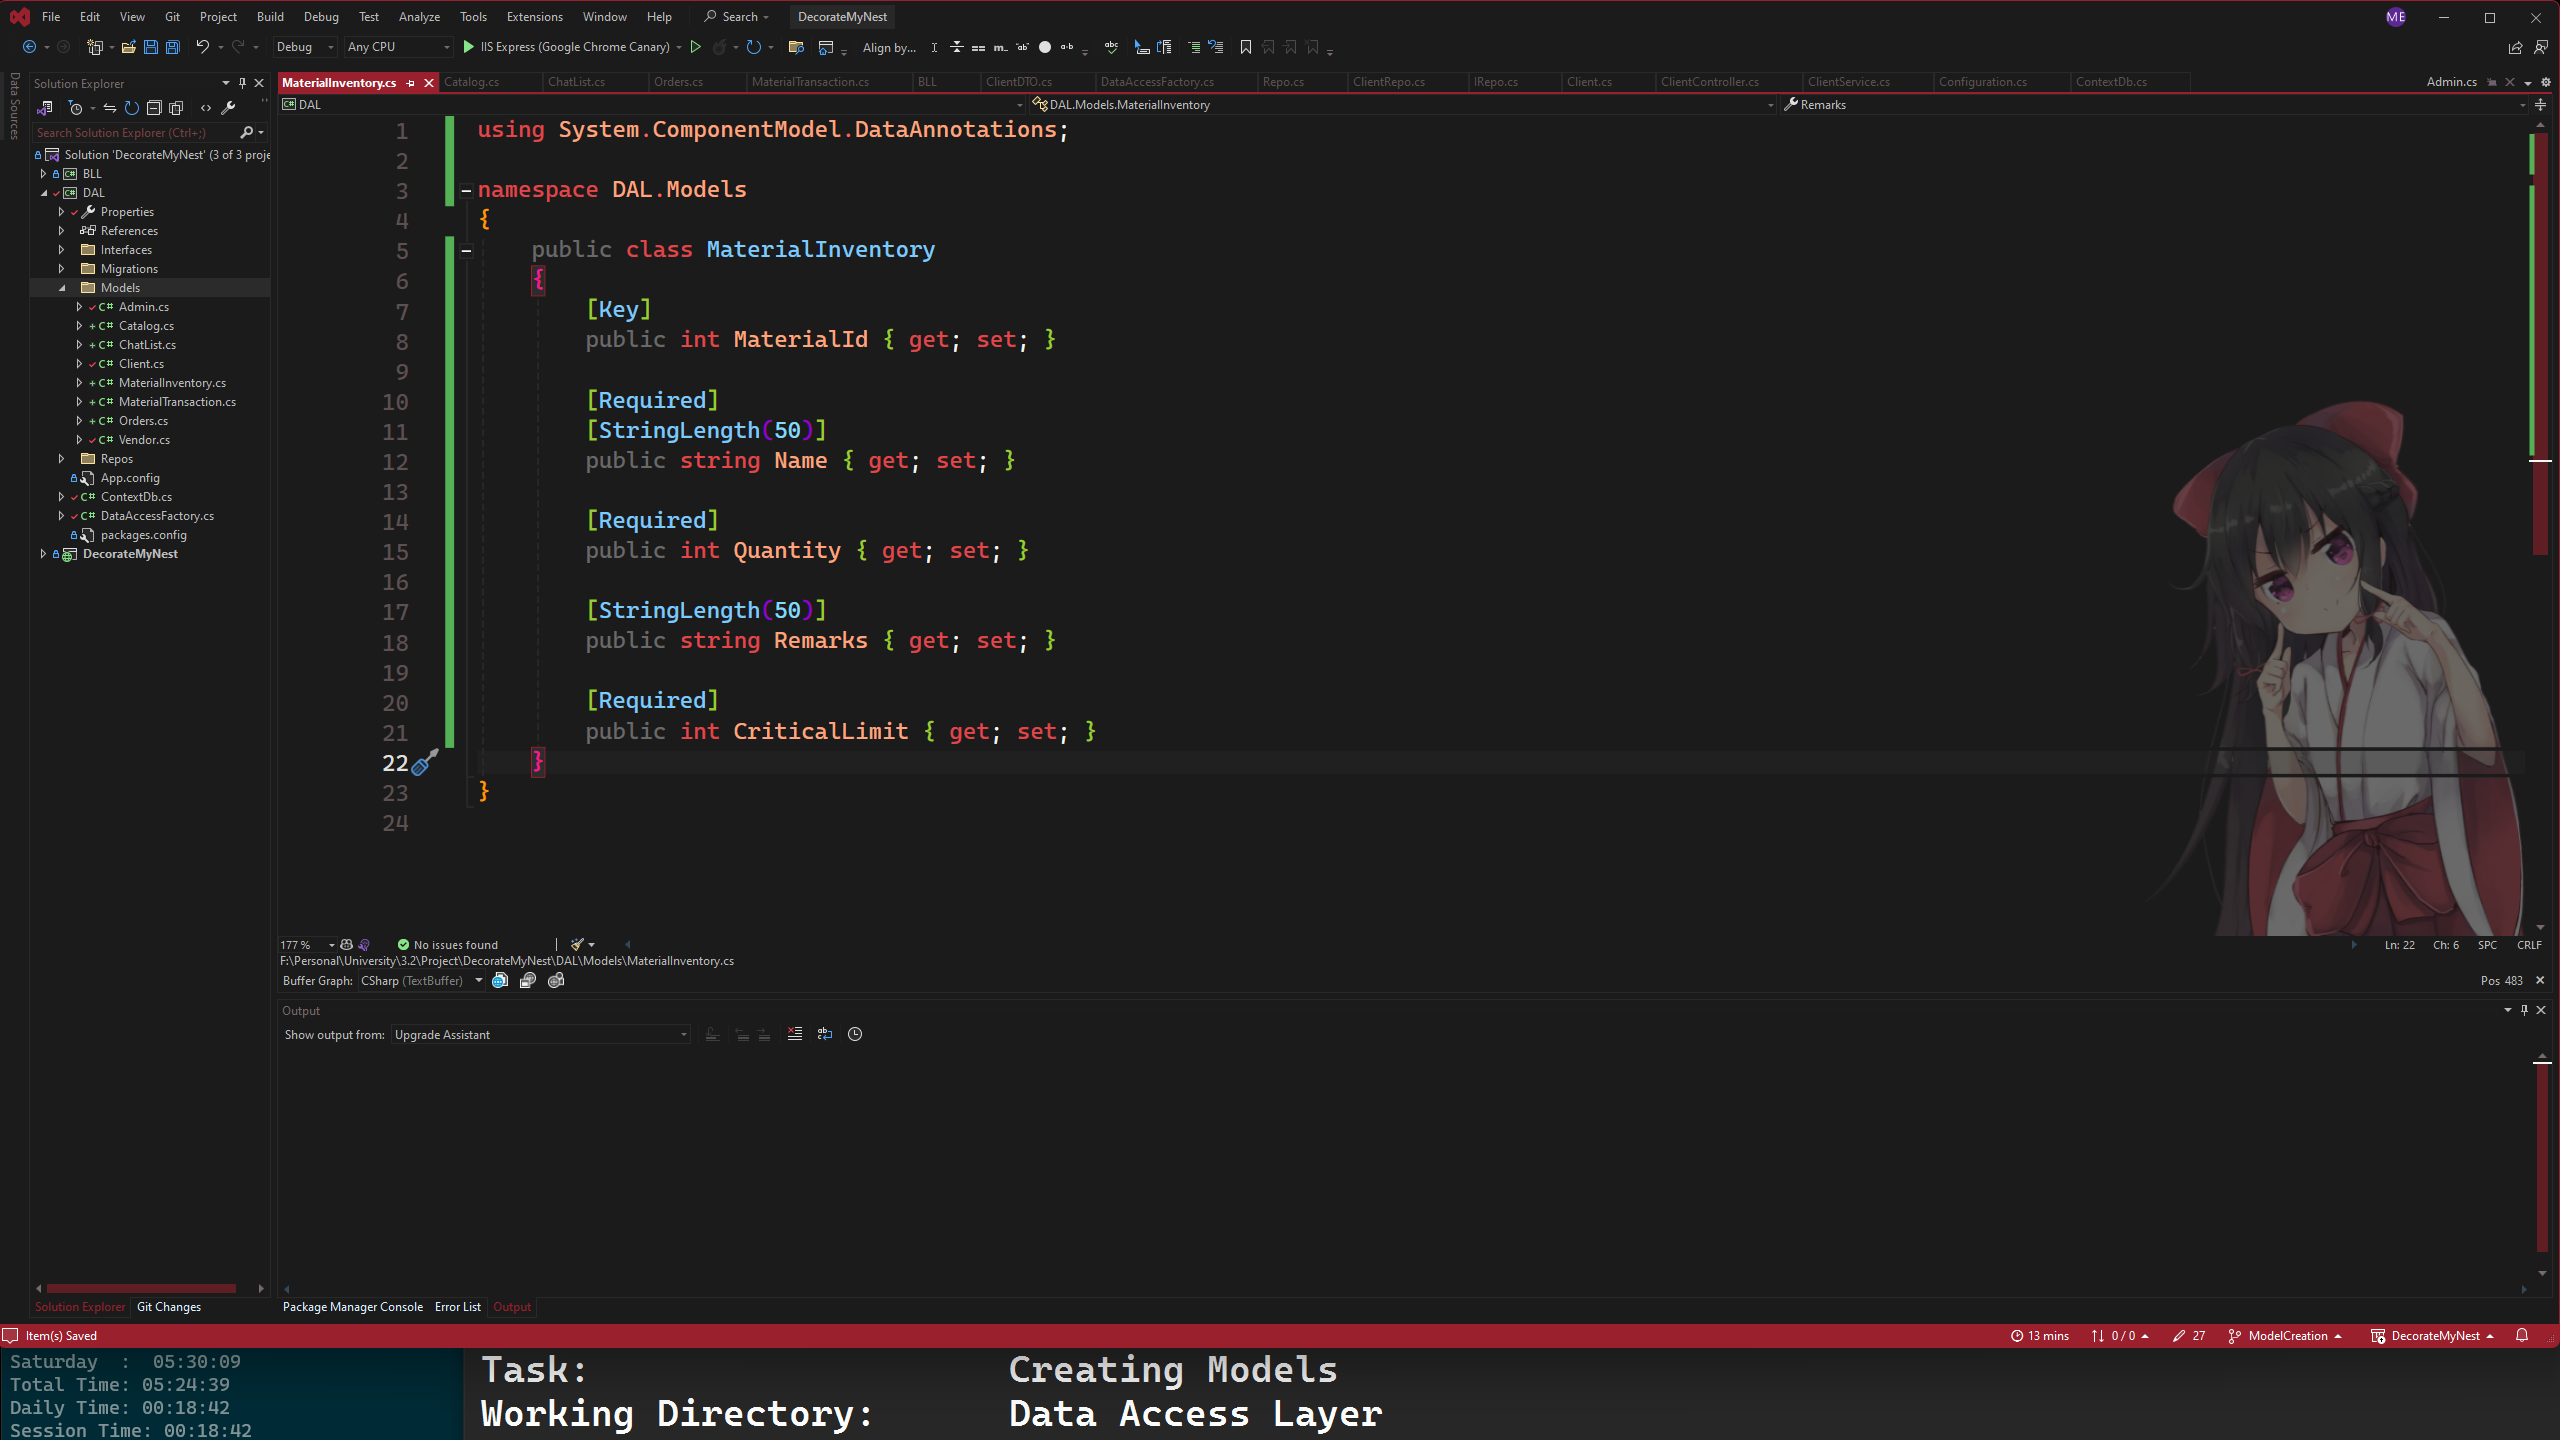 File Edit View Git Project Build Debug Test Analyze Tools Extensions Window Help Search DecorateMyNest ME
Debug Any CPU IIS Express (Google Chrome Canary) Align by...
Data Sources
Solution Explorer
Search Solution Explorer (Ctrl+;)
Solution 'DecorateMyNest' (3 of 3 proje
BLL
DAL
Properties
References
Interfaces
Migrations
Models
Admin.cs
Catalog.cs
ChatList.cs
Client.cs
MaterialInventory.cs
MaterialTransaction.cs
Orders.cs
Vendor.cs
Repos
App.config
ContextDb.cs
DataAccessFactory.cs
packages.config
DecorateMyNest
Solution Explorer Git Changes
MaterialInventory.cs Catalog.cs ChatList.cs Orders.cs MaterialTransaction.cs BLL ClientDTO.cs DataAccessFactory.cs Repo.cs ClientRepo.cs IRepo.cs Client.cs ClientController.cs ClientService.cs Configuration.cs ContextDb.cs Admin.cs
DAL DAL.Models.MaterialInventory Remarks
1 using System.ComponentModel.DataAnnotations;
2
3 namespace DAL.Models
4 {
5 public class MaterialInventory
6 {
7 [Key]
8 public int MaterialId { get; set; }
9
10 [Required]
11 [StringLength(50)]
12 public string Name { get; set; }
13
14 [Required]
15 public int Quantity { get; set; }
16
17 [StringLength(50)]
18 public string Remarks { get; set; }
19
20 [Required]
21 public int CriticalLimit { get; set; }
22 }
23 }
24
177 % No issues found Ln: 22 Ch: 6 SPC CRLF
F:\Personal\University\3.2\Project\DecorateMyNest\DAL\Models\MaterialInventory.cs
Buffer Graph: CSharp (TextBuffer) Pos 483
Output
Show output from: Upgrade Assistant
Package Manager Console Error List Output
Item(s) Saved 13 mins 0 / 0 27 ModelCreation DecorateMyNest
Saturday : 05:30:09
Total Time: 05:24:39
Daily Time: 00:18:42
Session Time: 00:18:42
Task: Creating Models
Working Directory: Data Access Layer